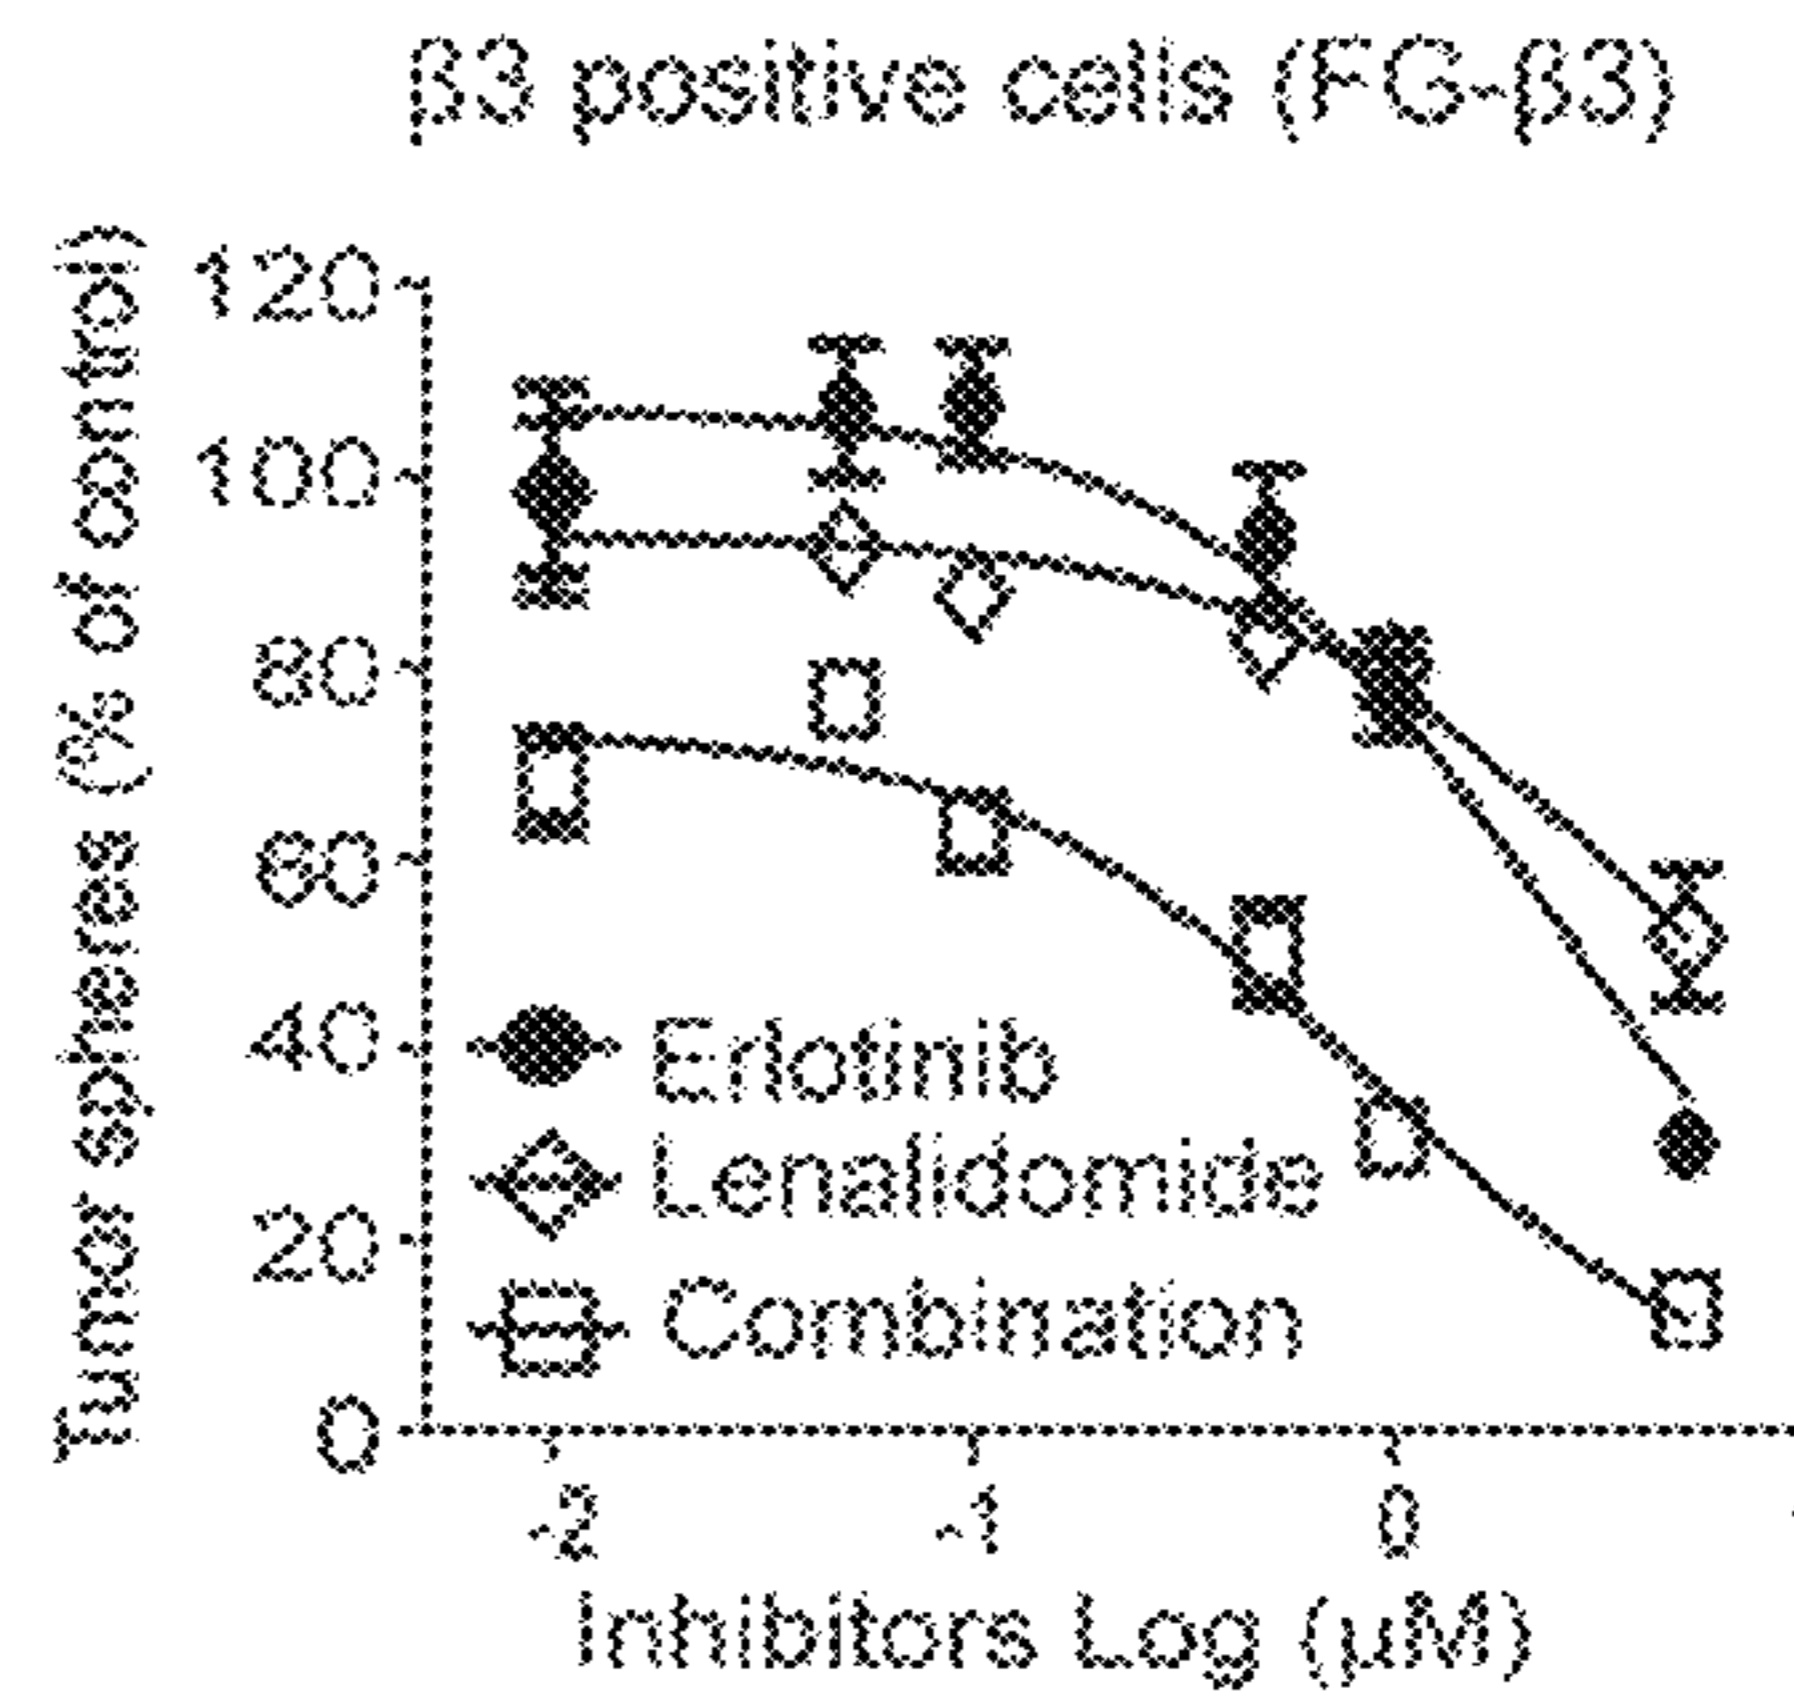 β3 positive cells (FG-β3)
Tumor spheres (% of control)
120
100
80
60
40
20
0
Erlotinib
Lenalidomide
Combination
-2
-1
0
Inhibitors Log (µM)